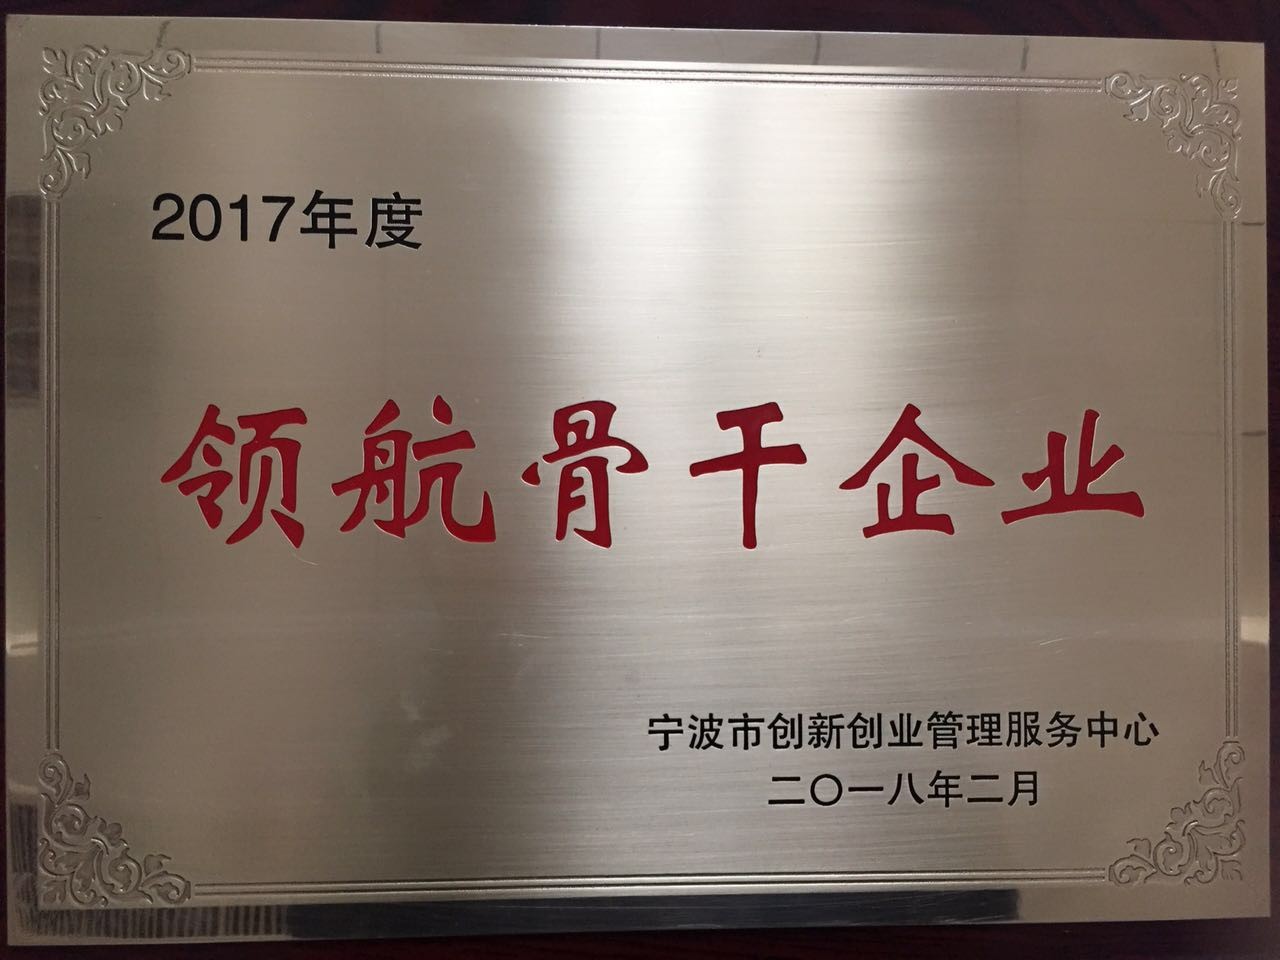 2017年度
领航骨干企业
宁波市创新创业管理服务中心
二〇一八年二月